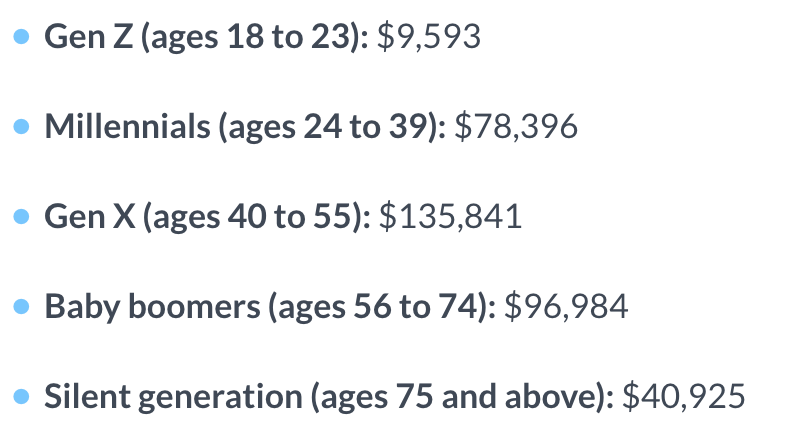 Gen Z (ages 18 to 23): $9,593
Millennials (ages 24 to 39): $78,396
Gen X (ages 40 to 55): $135,841
Baby boomers (ages 56 to 74): $96,984
Silent generation (ages 75 and above): $40,925